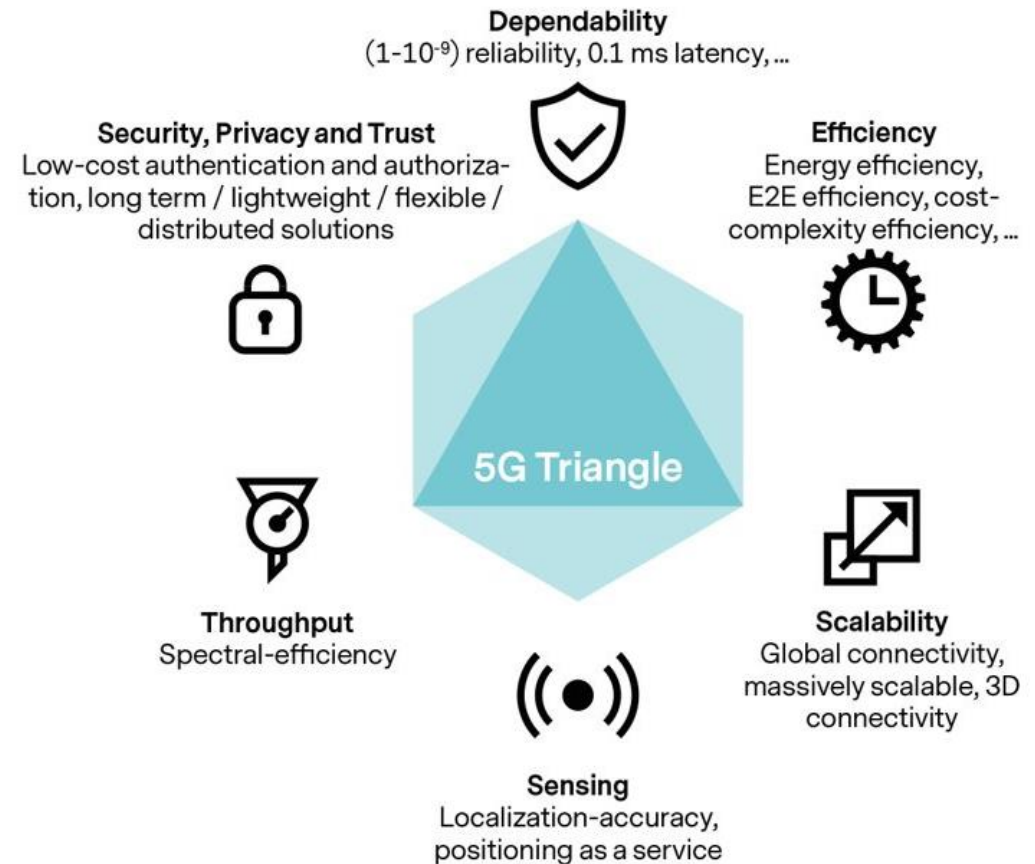 Dependability
(1-10⁻⁹) reliability, 0.1 ms latency, ...
Security, Privacy and Trust
Low-cost authentication and authoriza-
tion, long term / lightweight / flexible /
distributed solutions
Efficiency
Energy efficiency,
E2E efficiency, cost-
complexity efficiency, ...
5G Triangle
Throughput
Spectral-efficiency
Scalability
Global connectivity,
massively scalable, 3D
connectivity
Sensing
Localization-accuracy,
positioning as a service